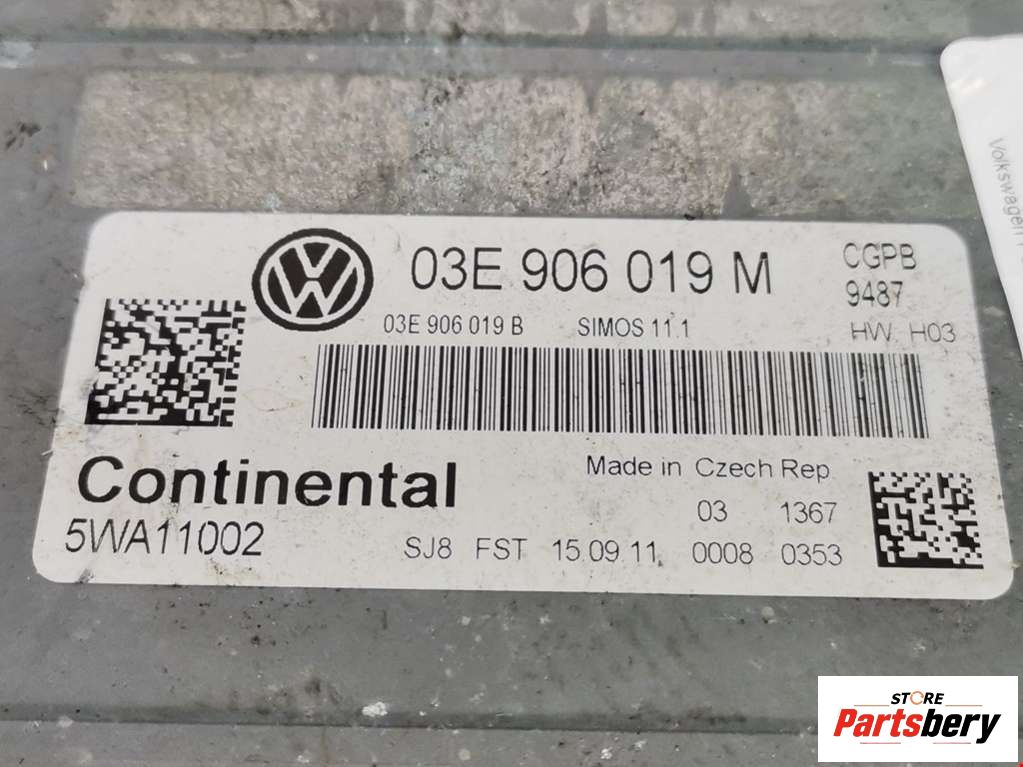 03E 906 019 M
CGPB
9487
03E 906 019 B SIMOS 11.1
HW H03
Made in Czech Rep
Continental
03 1367
5WA11002
SJ8 FST 15.09.11 0008 0353
Volkswagen
STORE
Partsbery